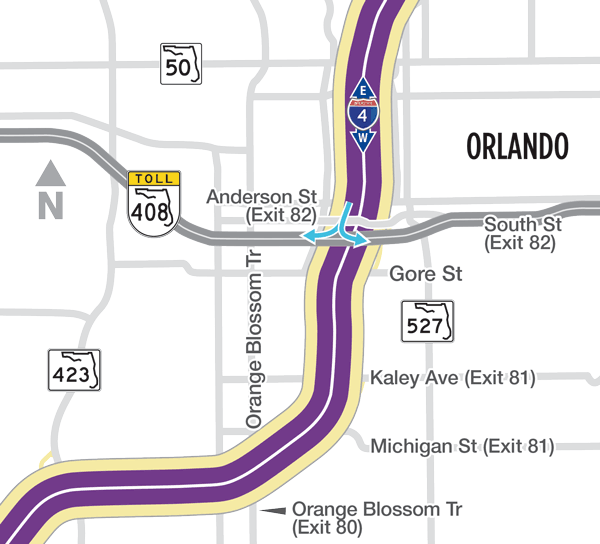 50
E
INTERSTATE
4
W
ORLANDO
TOLL
408
N
Anderson St
(Exit 82)
South St
(Exit 82)
Orange Blossom Tr
Gore St
527
423
Kaley Ave (Exit 81)
Michigan St (Exit 81)
Orange Blossom Tr
(Exit 80)